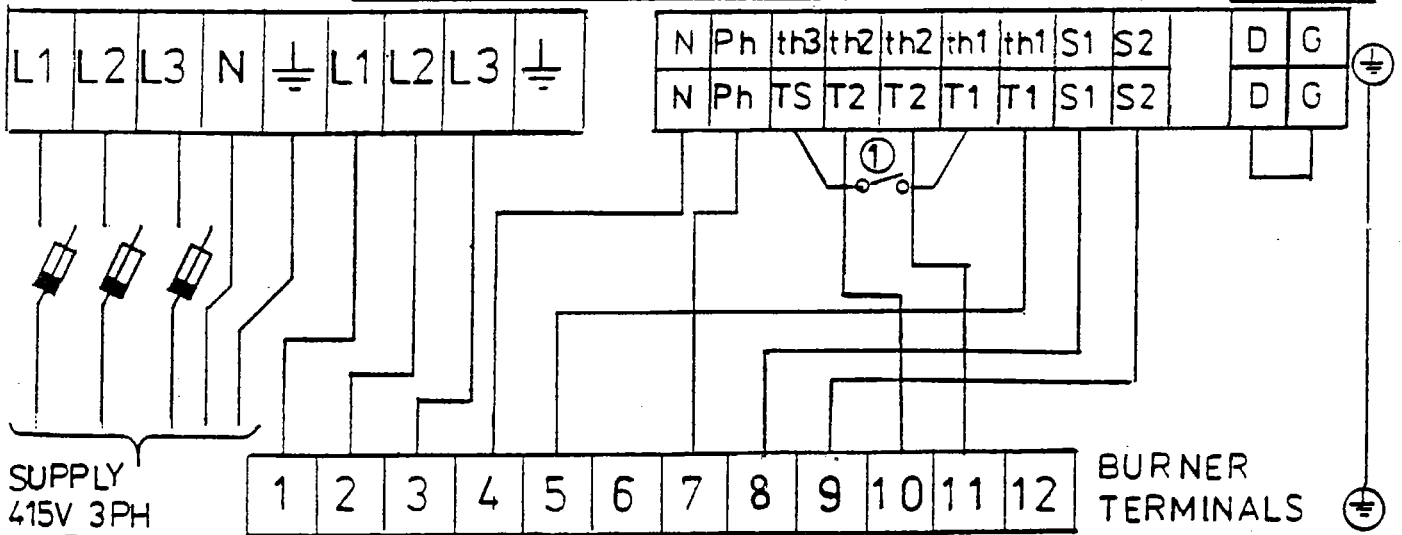 L1 L2 L3 N L1 L2 L3
N Ph th3 th2 th2 th1 th1 S1 S2 D G
N Ph TS T2 T2 T1 T1 S1 S2 D G
1
SUPPLY
415V 3PH
1 2 3 4 5 6 7 8 9 10 11 12
BURNER
TERMINALS